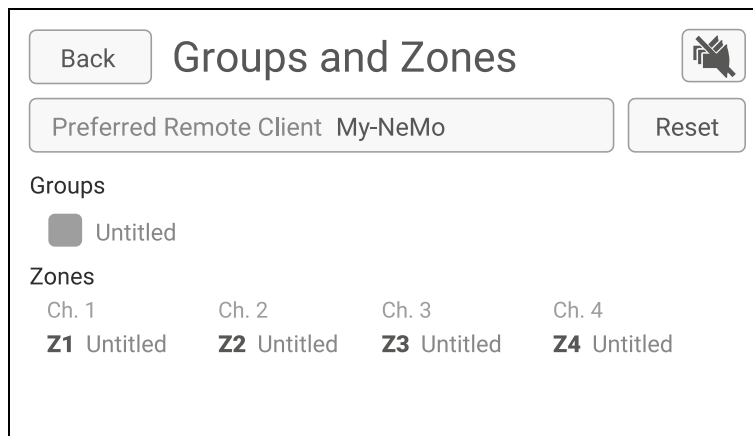 Back Groups and Zones
Preferred Remote Client My-NeMo Reset
Groups
Untitled
Zones
Ch. 1 Ch. 2 Ch. 3 Ch. 4
Z1 Untitled Z2 Untitled Z3 Untitled Z4 Untitled